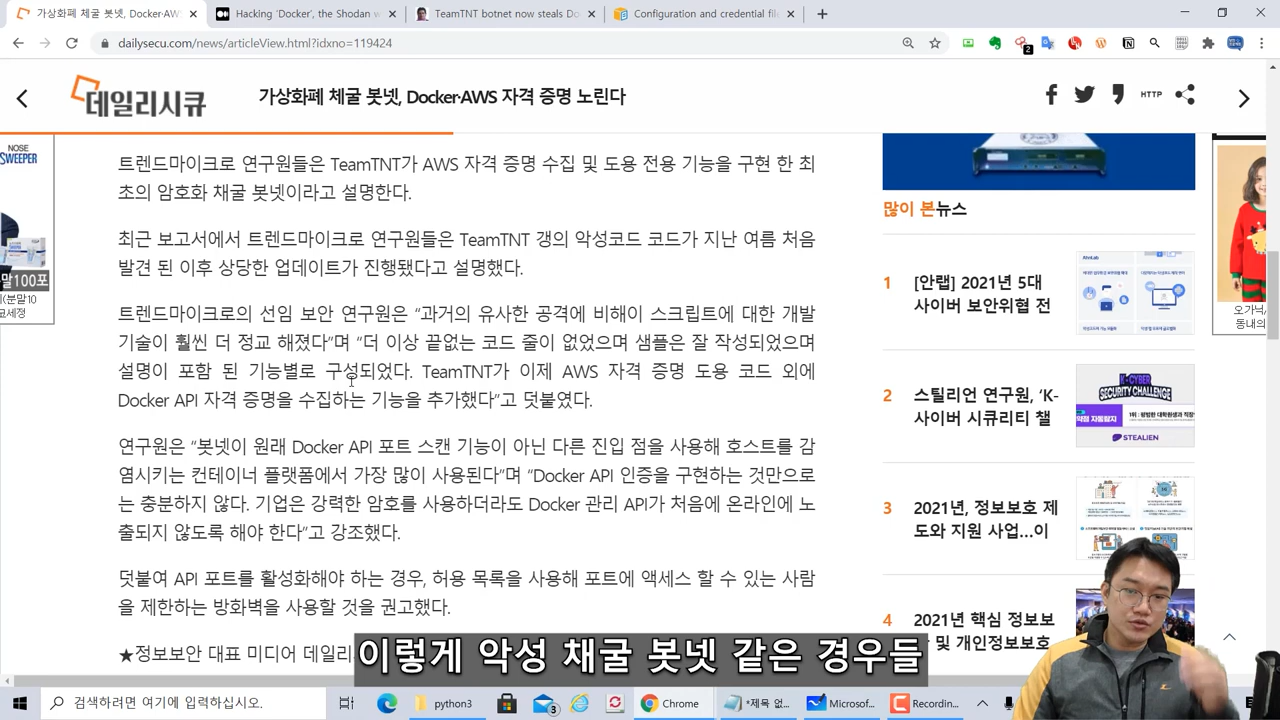 가상화폐 채굴 봇넷, Docker·AWS
Hacking 'Docker', the Shodan w
TeamTNT botnet now steals Do
Configuration and credential file
dailysecu.com/news/articleView.html?idxno=119424
데일리시큐
가상화폐 채굴 봇넷, Docker·AWS 자격 증명 노린다
HTTP
NOSE
SWEEPER
말100포
(분말10
트렌드마이크로 연구원들은 TeamTNT가 AWS 자격 증명 수집 및 도용 전용 기능을 구현 한 최
초의 암호화 채굴 봇넷이라고 설명한다.
최근 보고서에서 트렌드마이크로 연구원들은 TeamTNT 갱의 악성코드 코드가 지난 여름 처음
발견 된 이후 상당한 업데이트가 진행됐다고 설명했다.
트렌드마이크로의 선임 보안 연구원은 “과거의 유사한 공격에 비해이 스크립트에 대한 개발
기술이 훨씬 더 정교 해졌다”며 “더 이상 끝없는 코드 줄이 없었으며 샘플은 잘 작성되었으며
설명이 포함 된 기능별로 구성되었다. TeamTNT가 이제 AWS 자격 증명 도용 코드 외에
Docker API 자격 증명을 수집하는 기능을 추가했다”고 덧붙였다.
연구원은 “봇넷이 원래 Docker API 포트 스캔 기능이 아닌 다른 진입 점을 사용해 호스트를 감
염시키는 컨테이너 플랫폼에서 가장 많이 사용된다”며 “Docker API 인증을 구현하는 것만으로
는 충분하지 않다. 기업은 강력한 암호를 사용하더라도 Docker 관리 API가 처음에 온라인에 노
출되지 않도록 해야 한다”고 강조했다.
덧붙여 API 포트를 활성화해야 하는 경우, 허용 목록을 사용해 포트에 액세스 할 수 있는 사람
을 제한하는 방화벽을 사용할 것을 권고했다.
★정보보안 대표 미디어 데일리
많이 본뉴스
1
[안랩] 2021년 5대
사이버 보안위협 전
2
스틸리언 연구원, ‘K-
사이버 시큐리티 챌
K-CYBER
SECURITY CHALLENGE
STEALIEN
3
2021년, 정보보호 제
도와 지원 사업...이
4
2021년 핵심 정보보
및 개인정보보호
이렇게 악성 채굴 봇넷 같은 경우들
검색하려면 여기에 입력하십시오.
python3
3
Chrome
*제목 없...
Microsof...
Recordin...